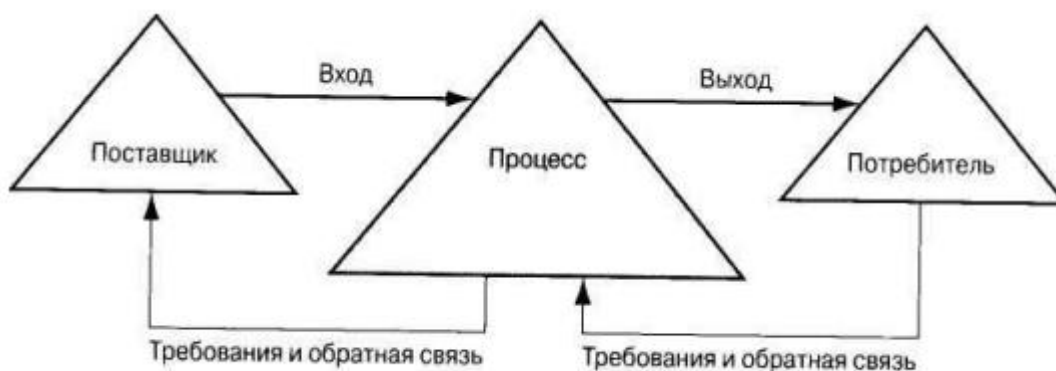 Вход
Выход
Поставщик
Процесс
Потребитель
Требования и обратная связь
Требования и обратная связь